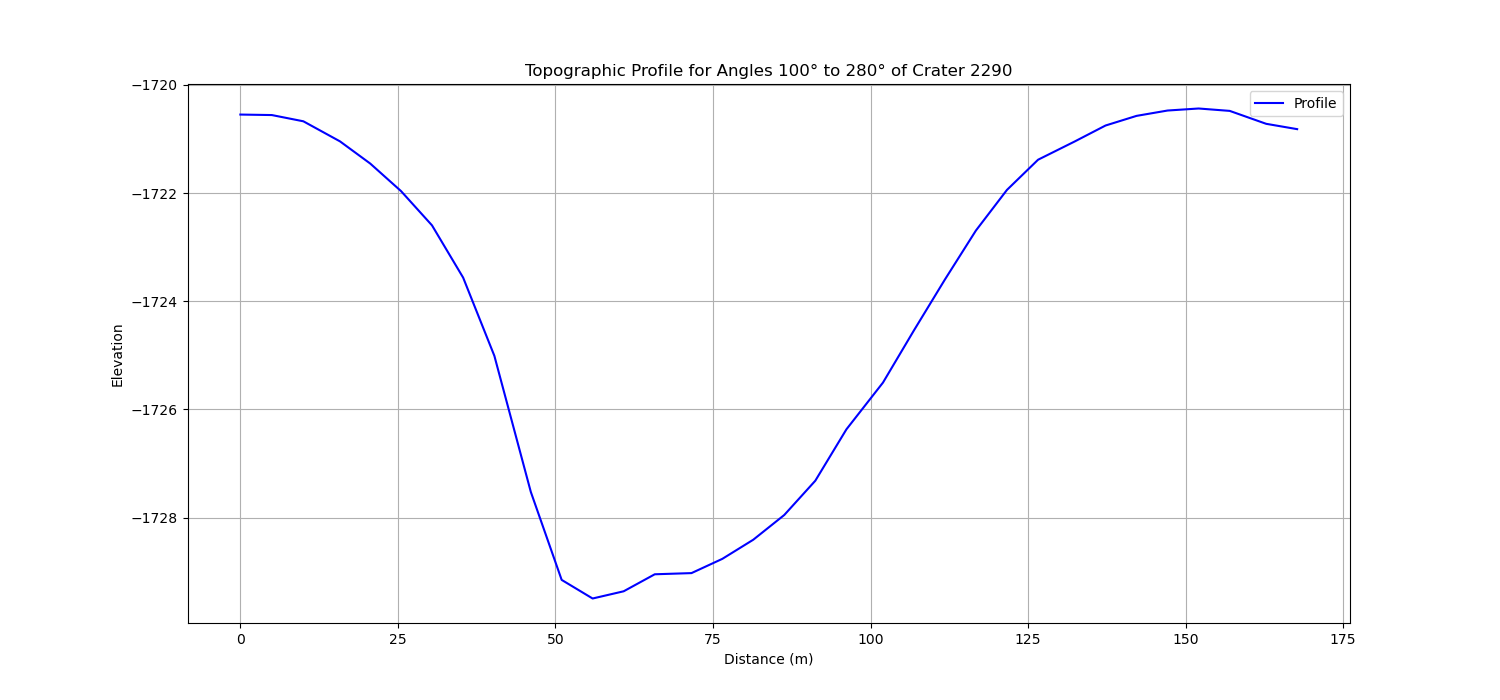 Topographic Profile for Angles 100° to 280° of Crater 2290
Profile
−1720
−1722
−1724
−1726
−1728
Elevation
0 25 50 75 100 125 150 175
Distance (m)